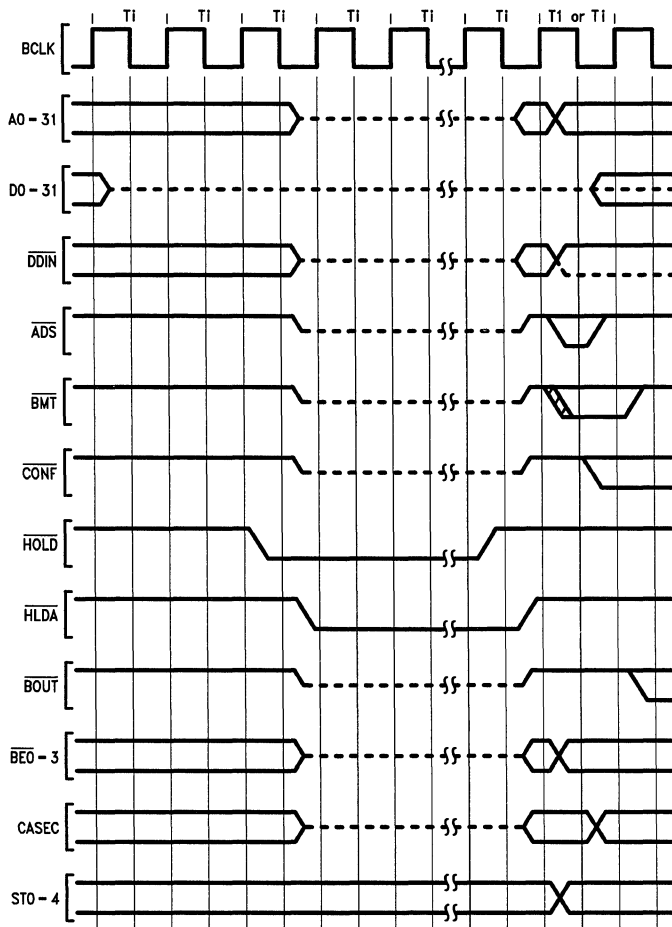 Ti Ti Ti Ti Ti Ti T1 or Ti
BCLK
A0 - 31
D0 - 31
DDIN
ADS
BMT
CONF
HOLD
HLDA
BOUT
BE0 - 3
CASEC
ST0 - 4